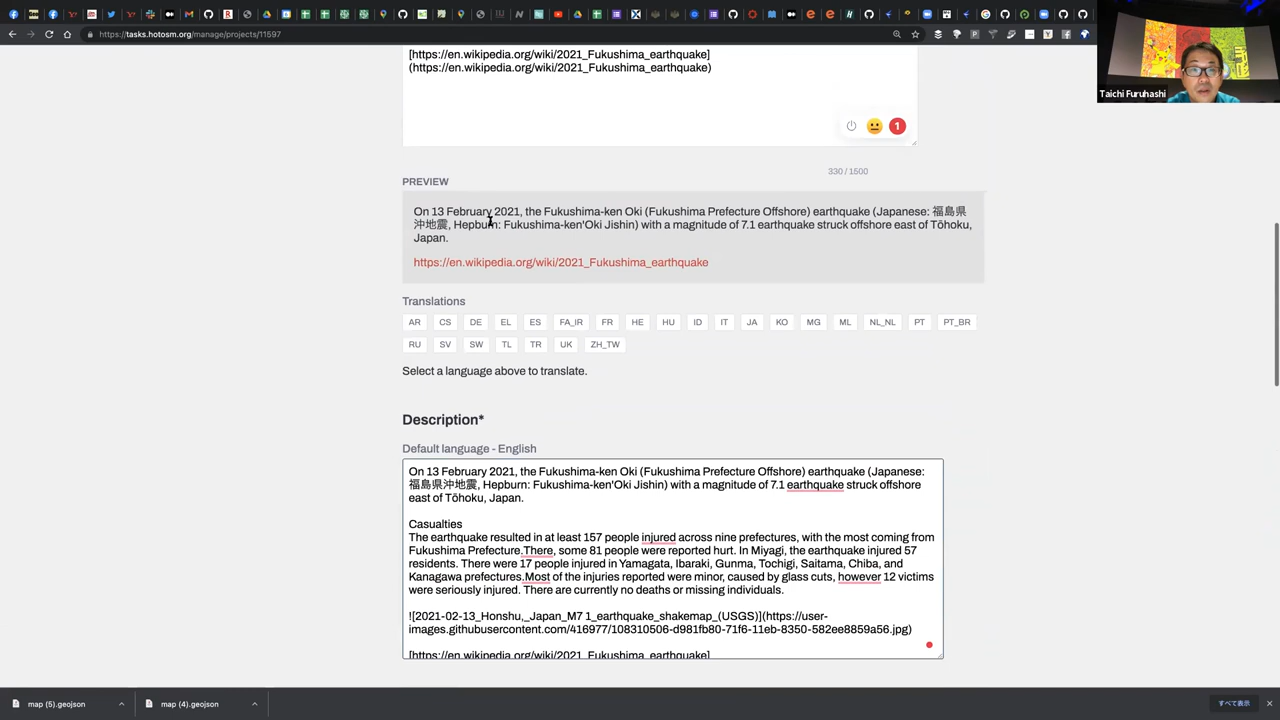 https://tasks.hotosm.org/manage/projects/11597
Taichi Furuhashi
[https://en.wikipedia.org/wiki/2021_Fukushima_earthquake]
(https://en.wikipedia.org/wiki/2021_Fukushima_earthquake)
1
330 / 1500
PREVIEW
On 13 February 2021, the Fukushima-ken Oki (Fukushima Prefecture Offshore) earthquake (Japanese: 福島県
沖地震, Hepburn: Fukushima-ken'Oki Jishin) with a magnitude of 7.1 earthquake struck offshore east of Tōhoku,
Japan.
https://en.wikipedia.org/wiki/2021_Fukushima_earthquake
Translations
AR CS DE EL ES FA_IR FR HE HU ID IT JA KO MG ML NL_NL PT PT_BR
RU SV SW TL TR UK ZH_TW
Select a language above to translate.
Description*
Default language - English
On 13 February 2021, the Fukushima-ken Oki (Fukushima Prefecture Offshore) earthquake (Japanese:
福島県沖地震, Hepburn: Fukushima-ken'Oki Jishin) with a magnitude of 7.1 earthquake struck offshore
east of Tōhoku, Japan.
Casualties
The earthquake resulted in at least 157 people injured across nine prefectures, with the most coming from
Fukushima Prefecture.There, some 81 people were reported hurt. In Miyagi, the earthquake injured 57
residents. There were 17 people injured in Yamagata, Ibaraki, Gunma, Tochigi, Saitama, Chiba, and
Kanagawa prefectures.Most of the injuries reported were minor, caused by glass cuts, however 12 victims
were seriously injured. There are currently no deaths or missing individuals.
![2021-02-13_Honshu,_Japan_M7 1_earthquake_shakemap_(USGS)](https://user-
images.githubusercontent.com/416977/108310506-d981fb80-71f6-11eb-8350-582ee8859a56.jpg)
[https://en.wikipedia.org/wiki/2021_Fukushima_earthquake]
map (5).geojson
map (4).geojson
すべて表示